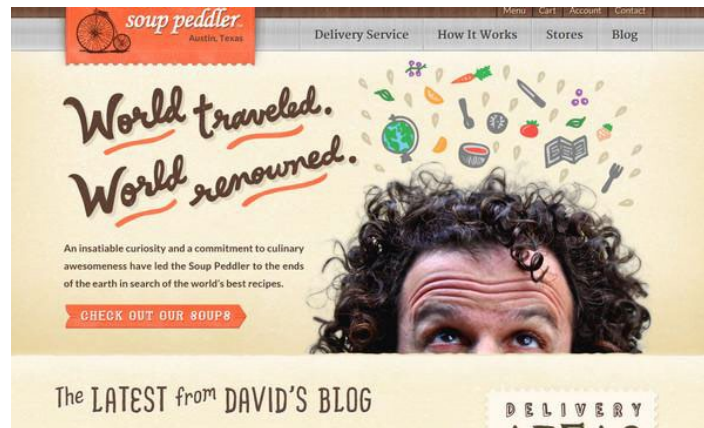 Menu Cart Account Contact
soup peddler
Austin, Texas
Delivery Service How It Works Stores Blog
World traveled.
World renowned.
An insatiable curiosity and a commitment to culinary
awesomeness have led the Soup Peddler to the ends
of the earth in search of the world's best recipes.
CHECK OUT OUR SOUPS
The LATEST from DAVID'S BLOG
DELIVERY
AREAS